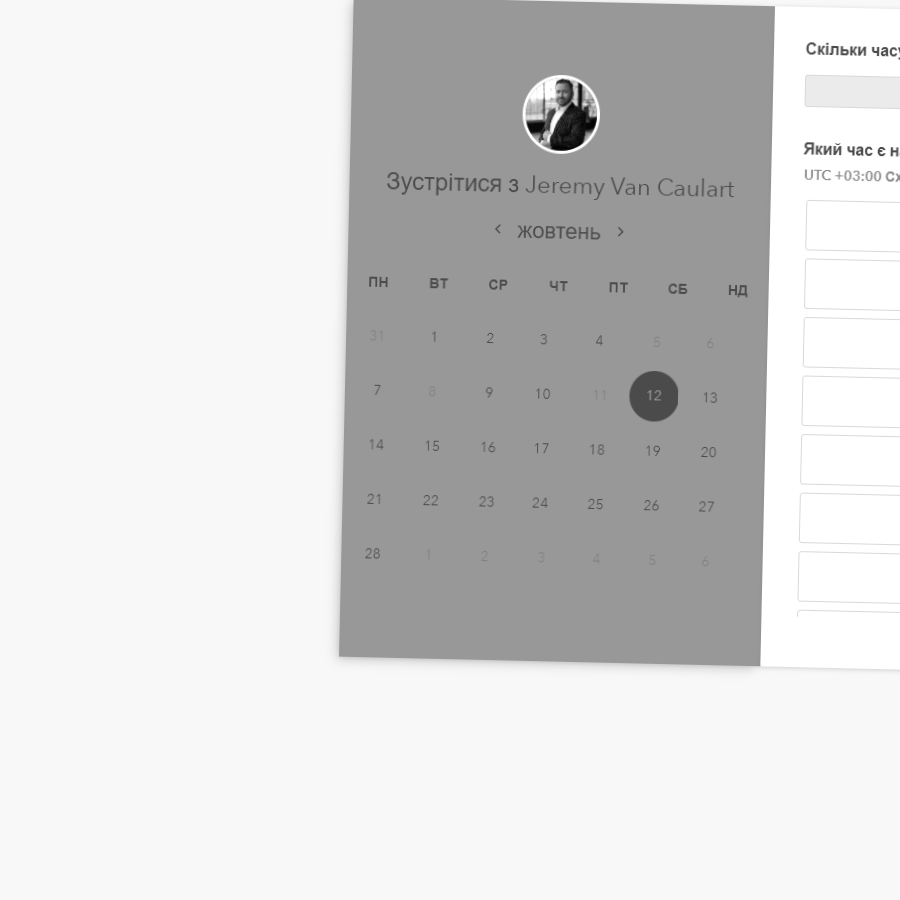 Зустрітися з Jeremy Van Caulart
жовтень
ПН ВТ СР ЧТ ПТ СБ НД
31 1 2 3 4 5 6
7 8 9 10 11 12 13
14 15 16 17 18 19 20
21 22 23 24 25 26 27
28 1 2 3 4 5 6
Скільки часу
Який час є
UTC +03:00